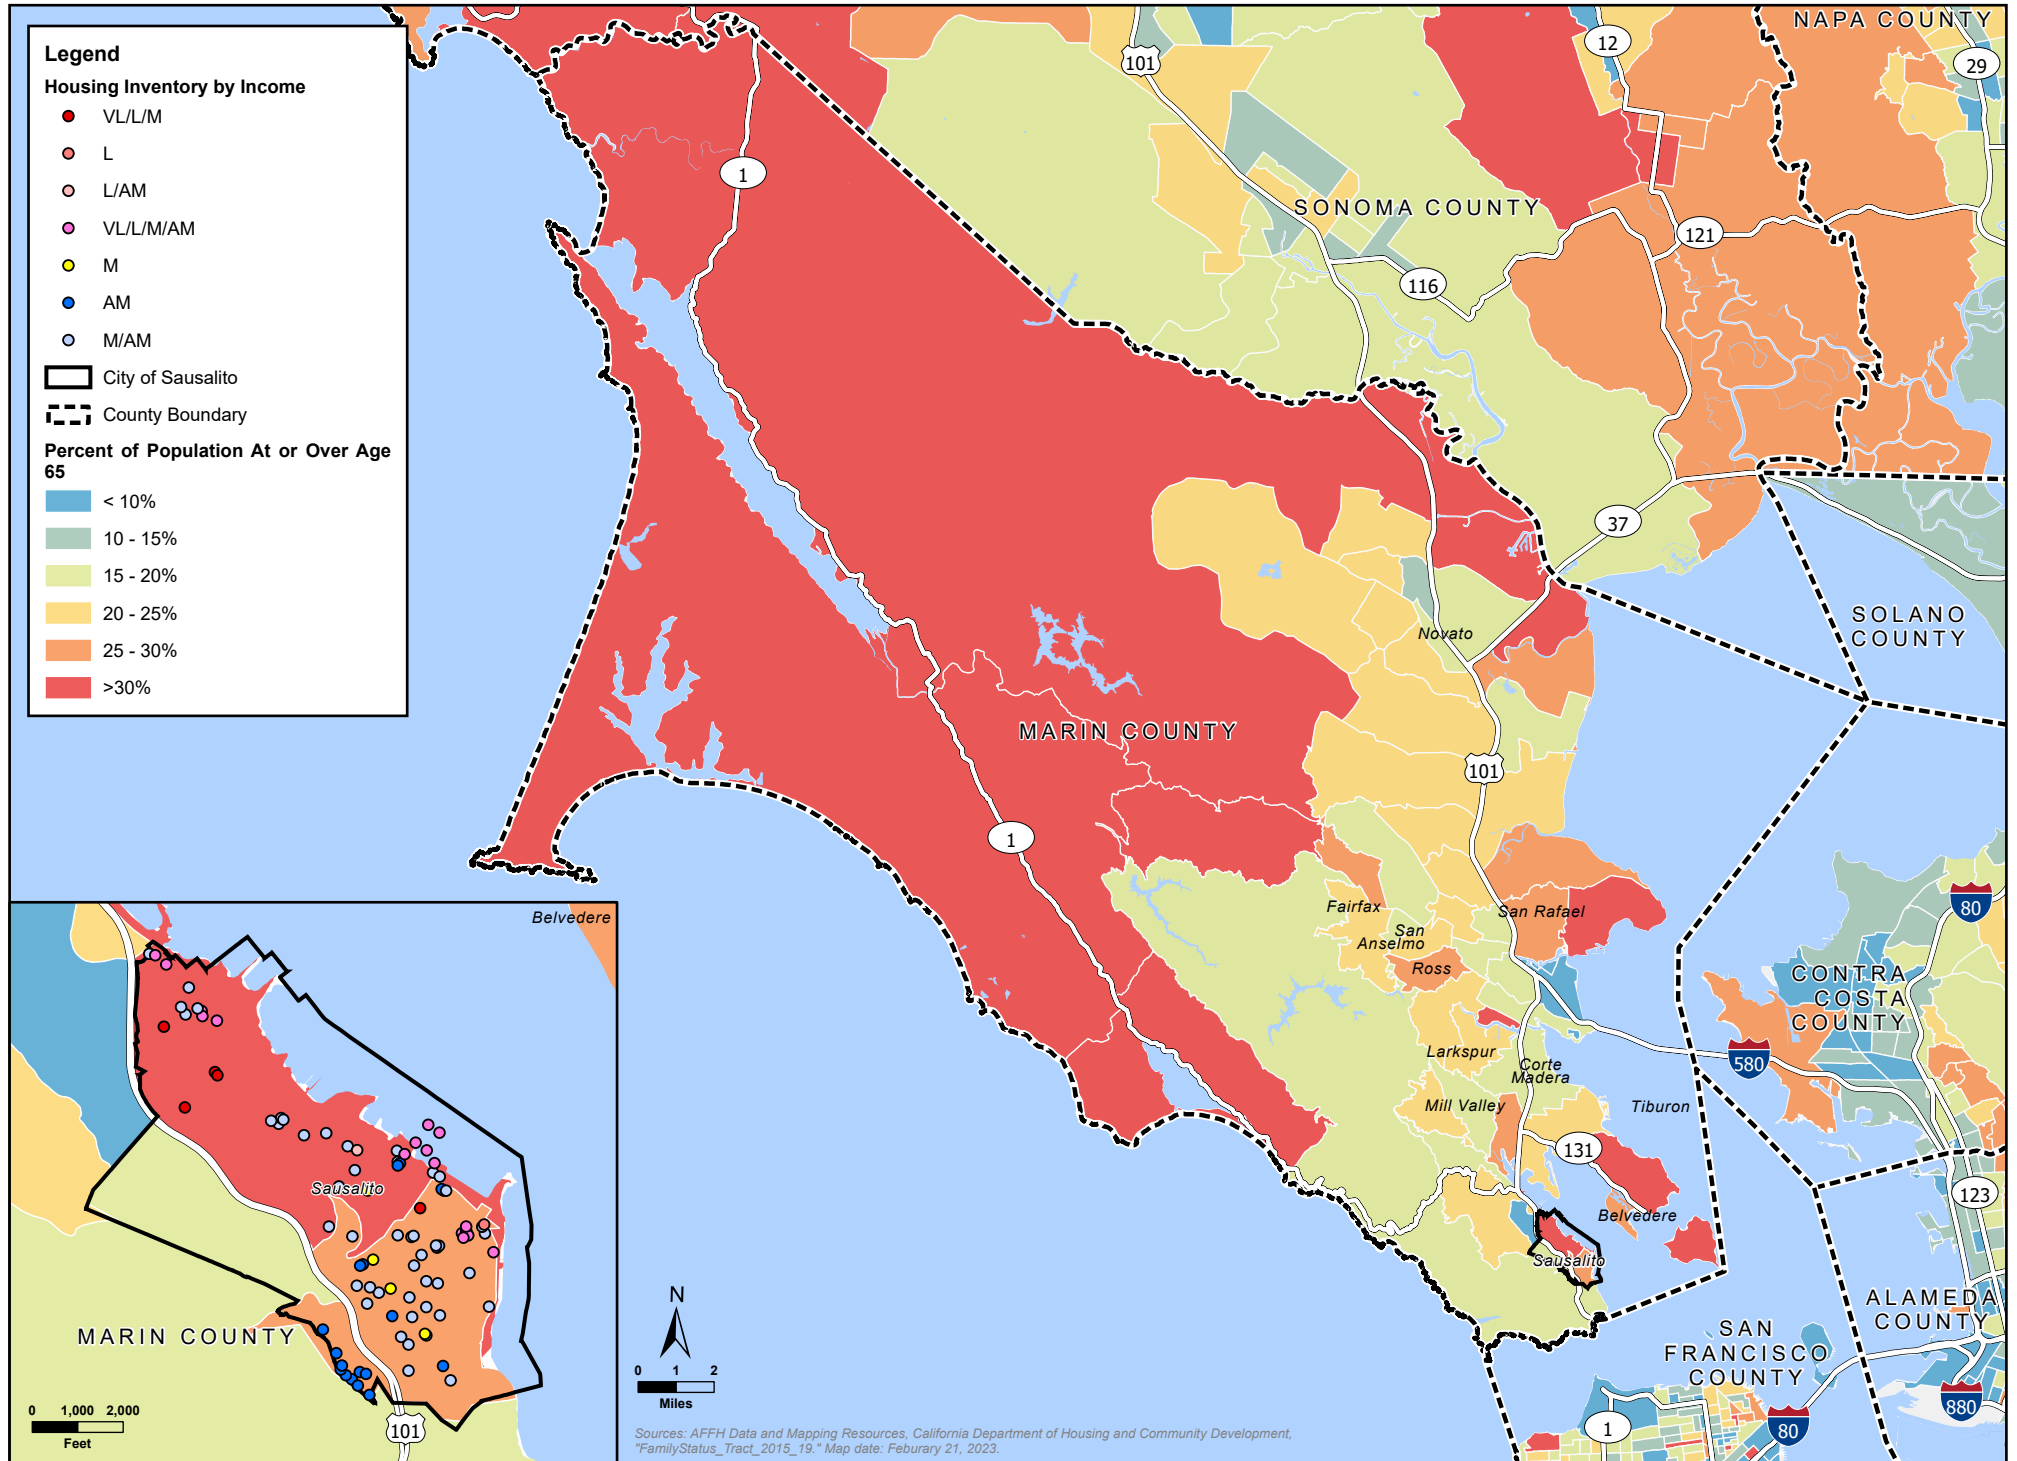 Legend
Housing Inventory by Income
VL/L/M
L
L/AM
VL/L/M/AM
M
AM
M/AM
City of Sausalito
County Boundary
Percent of Population At or Over Age
65
< 10%
10 - 15%
15 - 20%
20 - 25%
25 - 30%
>30%
NAPA COUNTY
12
29
101
1
SONOMA COUNTY
121
116
37
SOLANO
COUNTY
Novato
MARIN COUNTY
101
1
80
Fairfax
San Rafael
San
Anselmo
Ross
CONTRA
COSTA
COUNTY
Larkspur
Corte
Madera
580
Mill Valley
Tiburon
131
123
Belvedere
Sausalito
ALAMEDA
COUNTY
SAN
FRANCISCO
COUNTY
1
80
880
Belvedere
Sausalito
MARIN COUNTY
101
0 1,000 2,000
Feet
N
0 1 2
Miles
Sources: AFFH Data and Mapping Resources, California Department of Housing and Community Development,
"FamilyStatus_Tract_2015_19." Map date: Feburary 21, 2023.